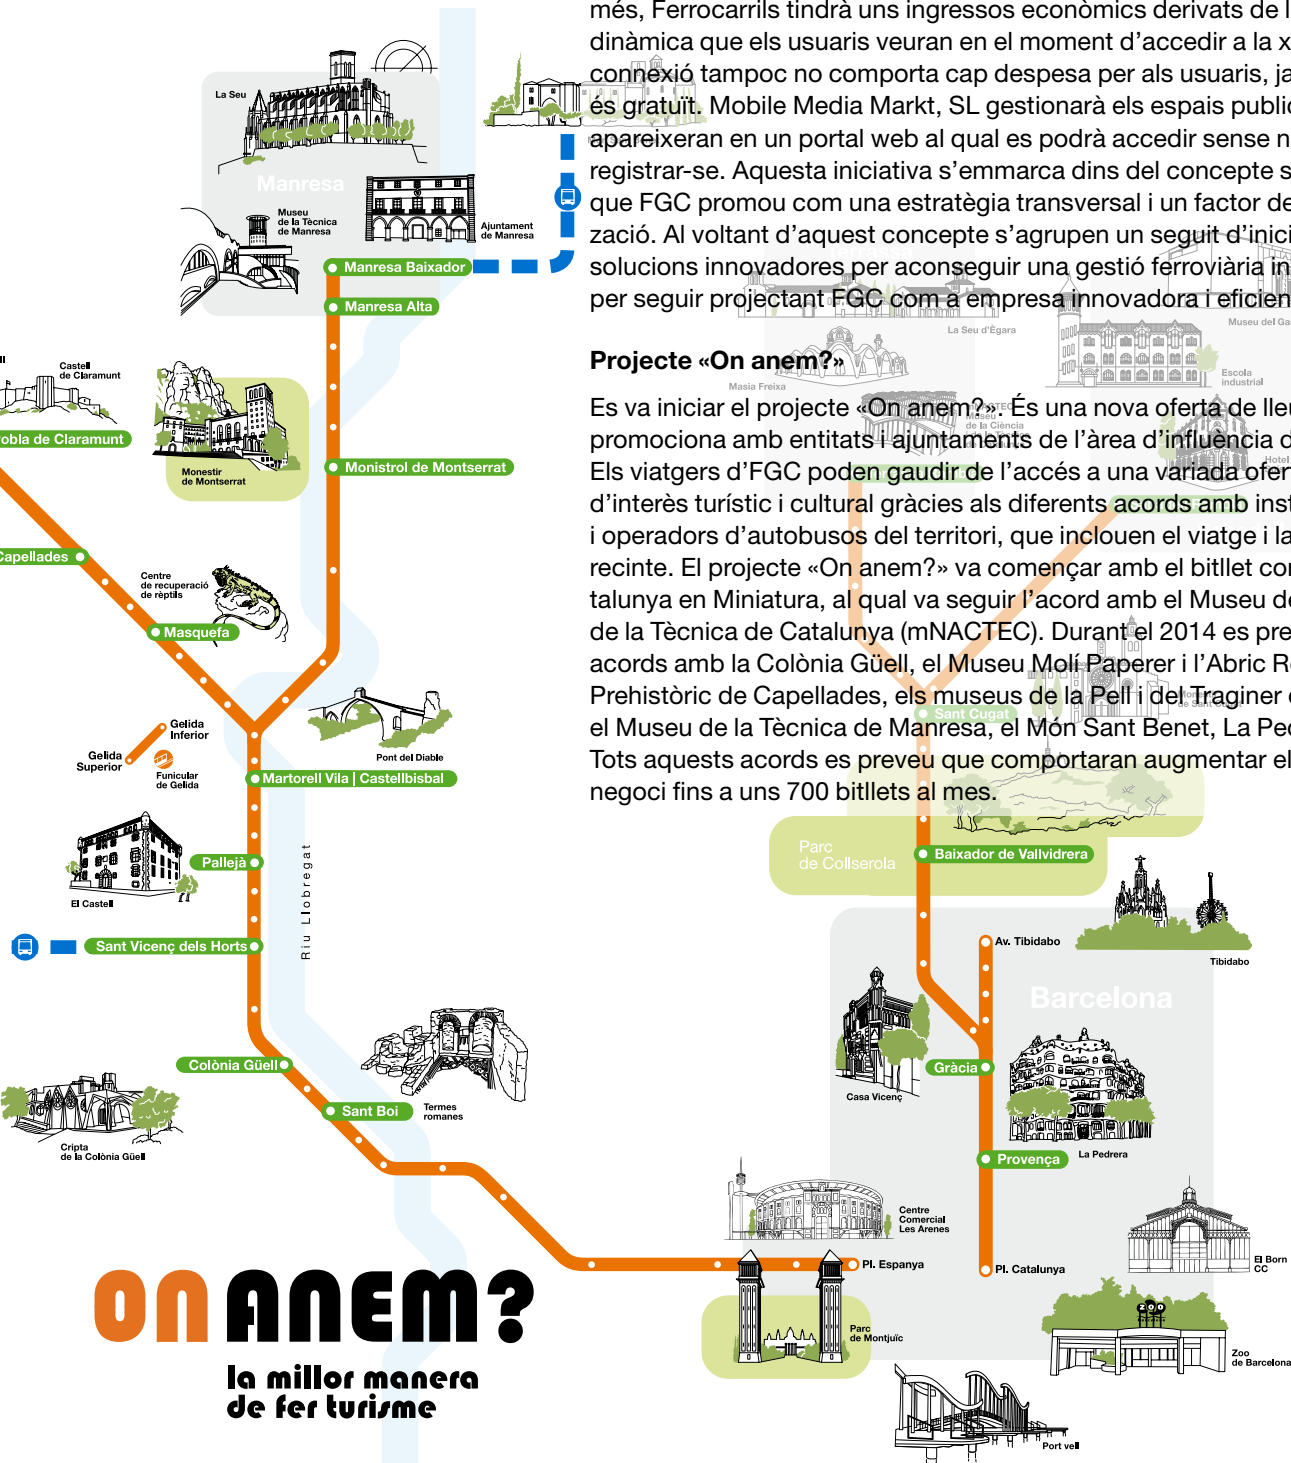 més, Ferrocarrils tindrà uns ingressos econòmics derivats de l
dinàmica que els usuaris veuran en el moment d’accedir a la x
connexió tampoc no comporta cap despesa per als usuaris, ja
és gratuït. Mobile Media Markt, SL gestionarà els espais public
apareixeran en un portal web al qual es podrà accedir sense n
registrar-se. Aquesta iniciativa s’emmarca dins del concepte s
que FGC promou com una estratègia transversal i un factor de
zació. Al voltant d’aquest concepte s’agrupen un seguit d’inici
solucions innovadores per aconseguir una gestió ferroviària in
per seguir projectant FGC com a empresa innovadora i eficien
Projecte «On anem?»
Es va iniciar el projecte «On anem?». És una nova oferta de lleu
promociona amb entitats i ajuntaments de l’àrea d’influència d
Els viatgers d’FGC poden gaudir de l’accés a una variada ofert
d’interès turístic i cultural gràcies als diferents acords amb inst
i operadors d’autobusos del territori, que inclouen el viatge i la
recinte. El projecte «On anem?» va començar amb el bitllet con
talunya en Miniatura, al qual va seguir l’acord amb el Museu de
de la Tècnica de Catalunya (mNACTEC). Durant el 2014 es pre
acords amb la Colònia Güell, el Museu Molí Paperer i l’Abric Ro
Prehistòric de Capellades, els museus de la Pell i del Traginer d
el Museu de la Tècnica de Manresa, el Món Sant Benet, La Ped
Tots aquests acords es preveu que comportaran augmentar el
negoci fins a uns 700 bitllets al mes.
La Seu
Manresa
Museu
de la Tècnica
de Manresa
Ajuntament
de Manresa
Manresa Baixador
Manresa Alta
Castell
de Claramunt
obla de Claramunt
Monestir
de Montserrat
Monistrol de Montserrat
Capellades
Centre
de recuperació
de rèptils
Masquefa
Gelida
Inferior
Gelida
Superior
Funicular
de Gelida
Pont del Diable
Martorell Vila | Castellbisbal
Pallejà
El Castell
Riu Llobregat
Sant Vicenç dels Horts
Colònia Güell
Cripta
de la Colònia Güell
Sant Boi
Termes
romanes
La Seu d’Ègara
Museu del Ga
Masia Freixa
Escola
industrial
Museu
de la Ciència
Hotel
Sant Cugat
Parc
de Collserola
Baixador de Vallvidrera
Av. Tibidabo
Tibidabo
Barcelona
Casa Vicenç
Gràcia
La Pedrera
Provença
Centre
Comercial
Les Arenes
Pl. Espanya
Pl. Catalunya
El Born
CC
Parc
de Montjuïc
ZOO
Zoo
de Barcelona
Port vell
ON ANEM?
la millor manera
de fer turisme